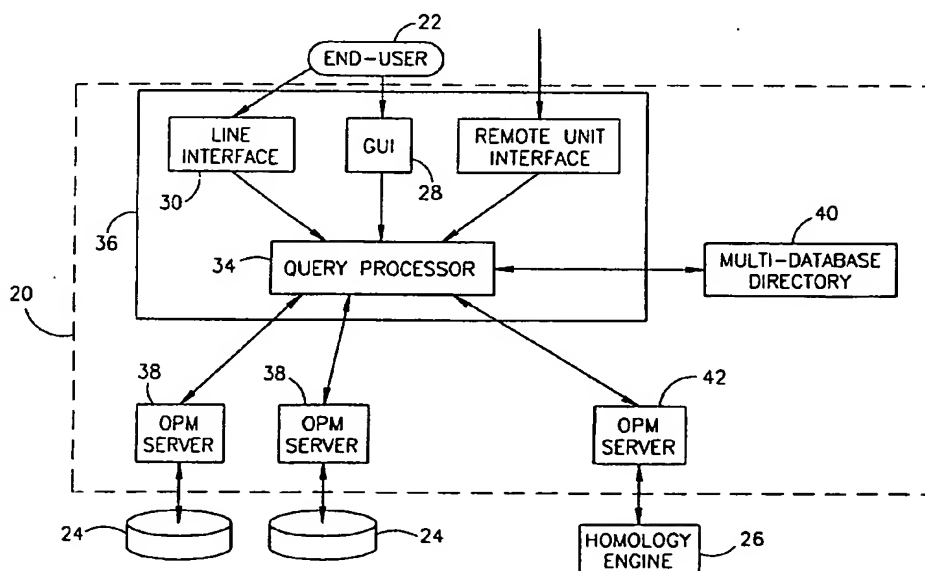 22
END-USER
LINE
INTERFACE
30
GUI
28
REMOTE UNIT
INTERFACE
36
34
QUERY PROCESSOR
40
MULTI-DATABASE
DIRECTORY
20
38
OPM
SERVER
38
OPM
SERVER
42
OPM
SERVER
24
24
HOMOLOGY
ENGINE
26